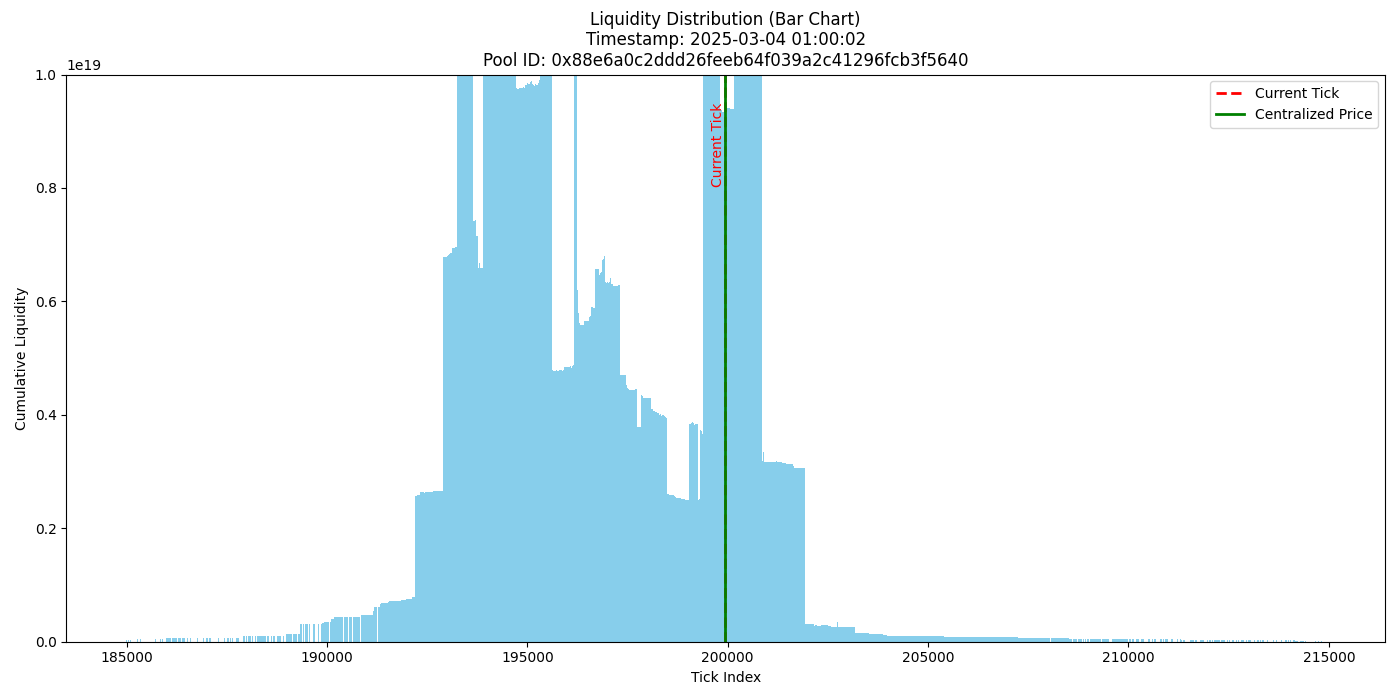 Liquidity Distribution (Bar Chart)
Timestamp: 2025-03-04 01:00:02
Pool ID: 0x88e6a0c2ddd26feeb64f039a2c41296fcb3f5640
1e19
1.0
0.8
0.6
0.4
0.2
0.0
Cumulative Liquidity
Current Tick
Current Tick
Centralized Price
185000
190000
195000
200000
205000
210000
215000
Tick Index